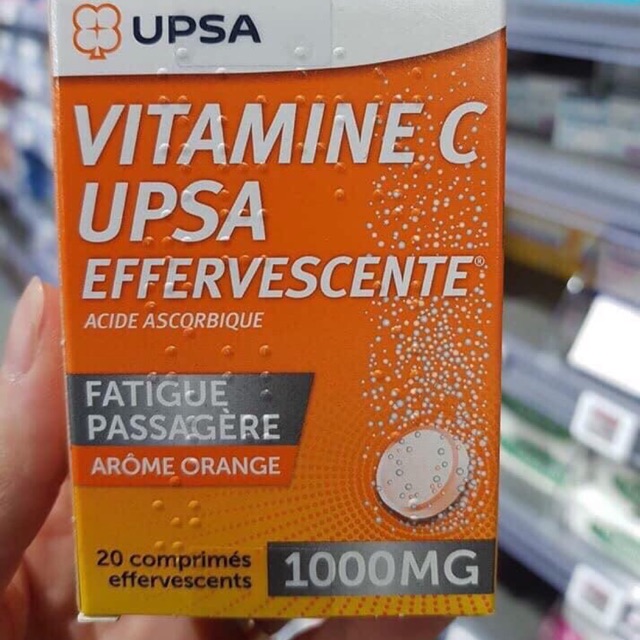 UPSA
VITAMINE C
UPSA
EFFERVESCENTE®
ACIDE ASCORBIQUE
FATIGUE
PASSAGÈRE
ARÔME ORANGE
20 comprimés
effervescents
1000MG